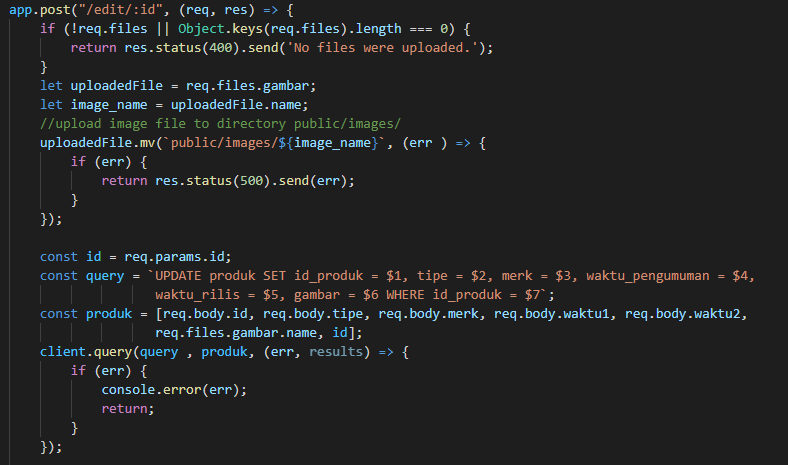 app.post("/edit/:id", (req, res) => {
    if (!req.files || Object.keys(req.files).length === 0) {
        return res.status(400).send('No files were uploaded.');
    }
    let uploadedFile = req.files.gambar;
    let image_name = uploadedFile.name;
    //upload image file to directory public/images/
    uploadedFile.mv(`public/images/${image_name}`, (err ) => {
        if (err) {
            return res.status(500).send(err);
        }
    });

    const id = req.params.id;
    const query = `UPDATE produk SET id_produk = $1, tipe = $2, merk = $3, waktu_pengumuman = $4,
                   waktu_rilis = $5, gambar = $6 WHERE id_produk = $7`;
    const produk = [req.body.id, req.body.tipe, req.body.merk, req.body.waktu1, req.body.waktu2,
                   req.files.gambar.name, id];
    client.query(query , produk, (err, results) => {
        if (err) {
            console.error(err);
            return;
        }
    });